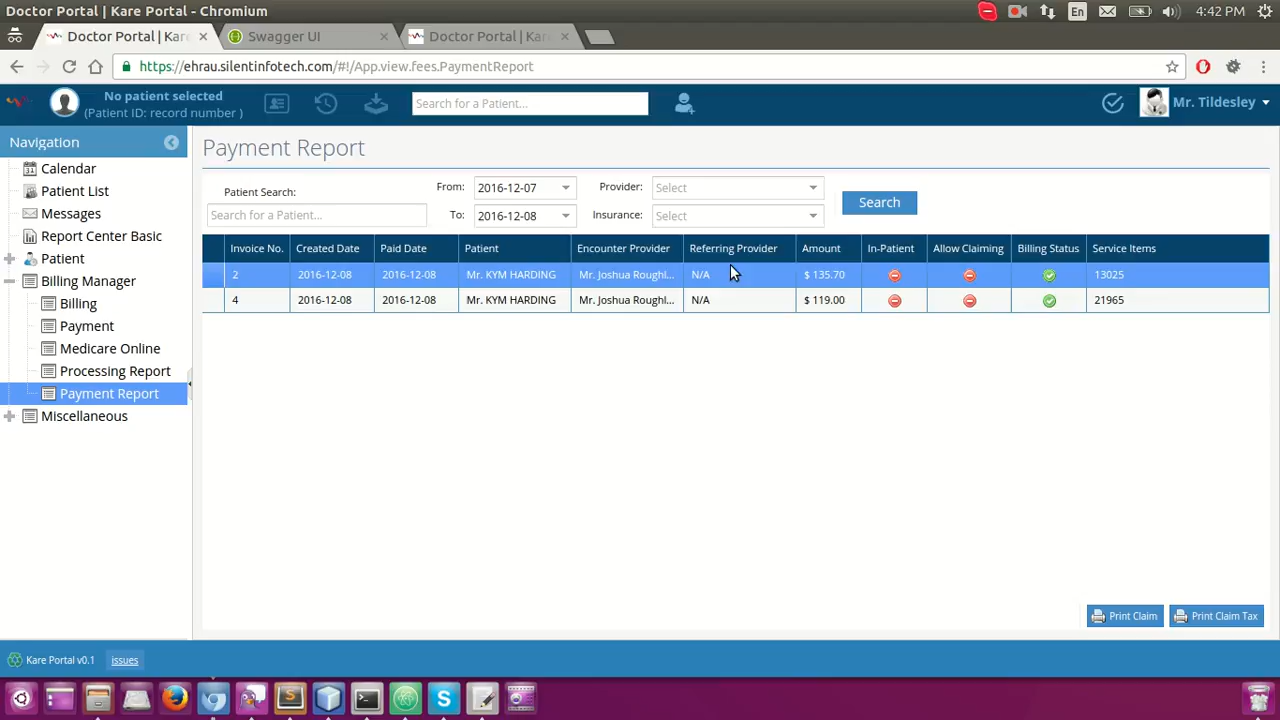 Doctor Portal | Kare Portal - Chromium
En
4:42 PM
Doctor Portal | Kar
Swagger UI
Doctor Portal | Kar
https://ehrau.silentinfotech.com/#!/App.view.fees.PaymentReport
No patient selected
(Patient ID: record number )
Search for a Patient...
Mr. Tildesley
Navigation
Calendar
Patient List
Messages
Report Center Basic
Patient
Billing Manager
Billing
Payment
Medicare Online
Processing Report
Payment Report
Miscellaneous
Payment Report
Patient Search:
Search for a Patient...
From: 2016-12-07
To: 2016-12-08
Provider: Select
Insurance: Select
Search
Invoice No. Created Date Paid Date Patient Encounter Provider Referring Provider Amount In-Patient Allow Claiming Billing Status Service Items
2 2016-12-08 2016-12-08 Mr. KYM HARDING Mr. Joshua Roughl... N/A $ 135.70 13025
4 2016-12-08 2016-12-08 Mr. KYM HARDING Mr. Joshua Roughl... N/A $ 119.00 21965
Print Claim
Print Claim Tax
Kare Portal v0.1
issues